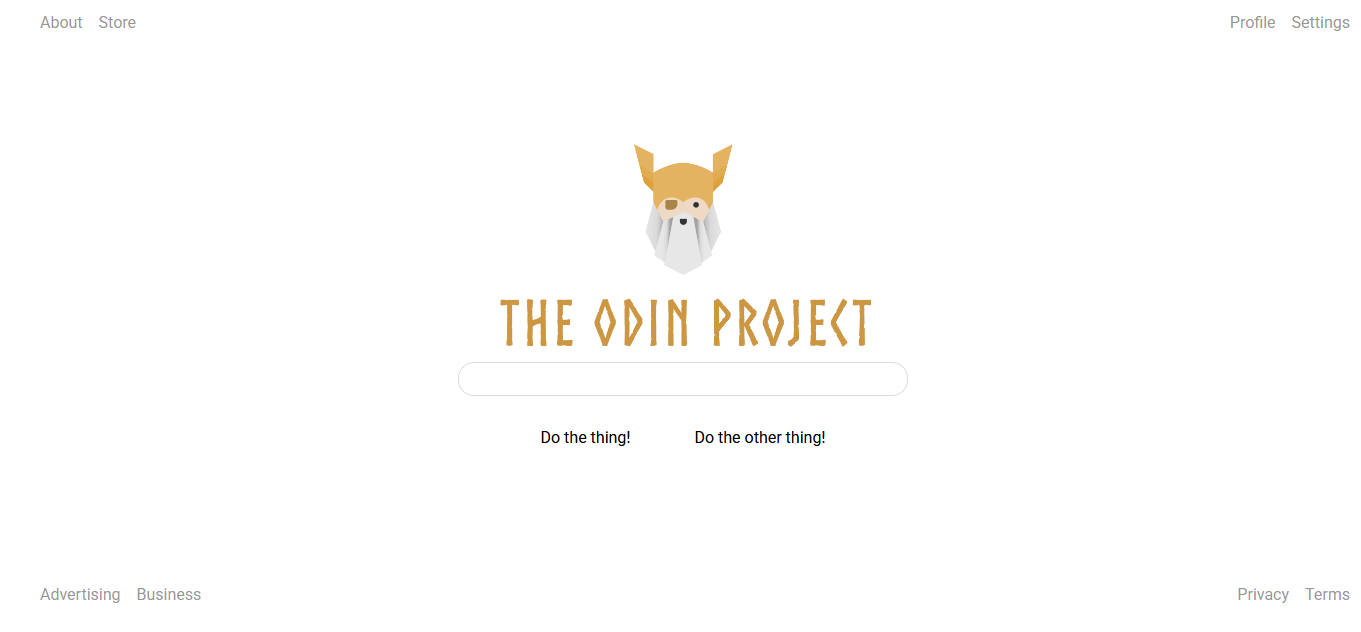 About Store Profile Settings
THE ODIN PROJECT
Do the thing! Do the other thing!
Advertising Business Privacy Terms